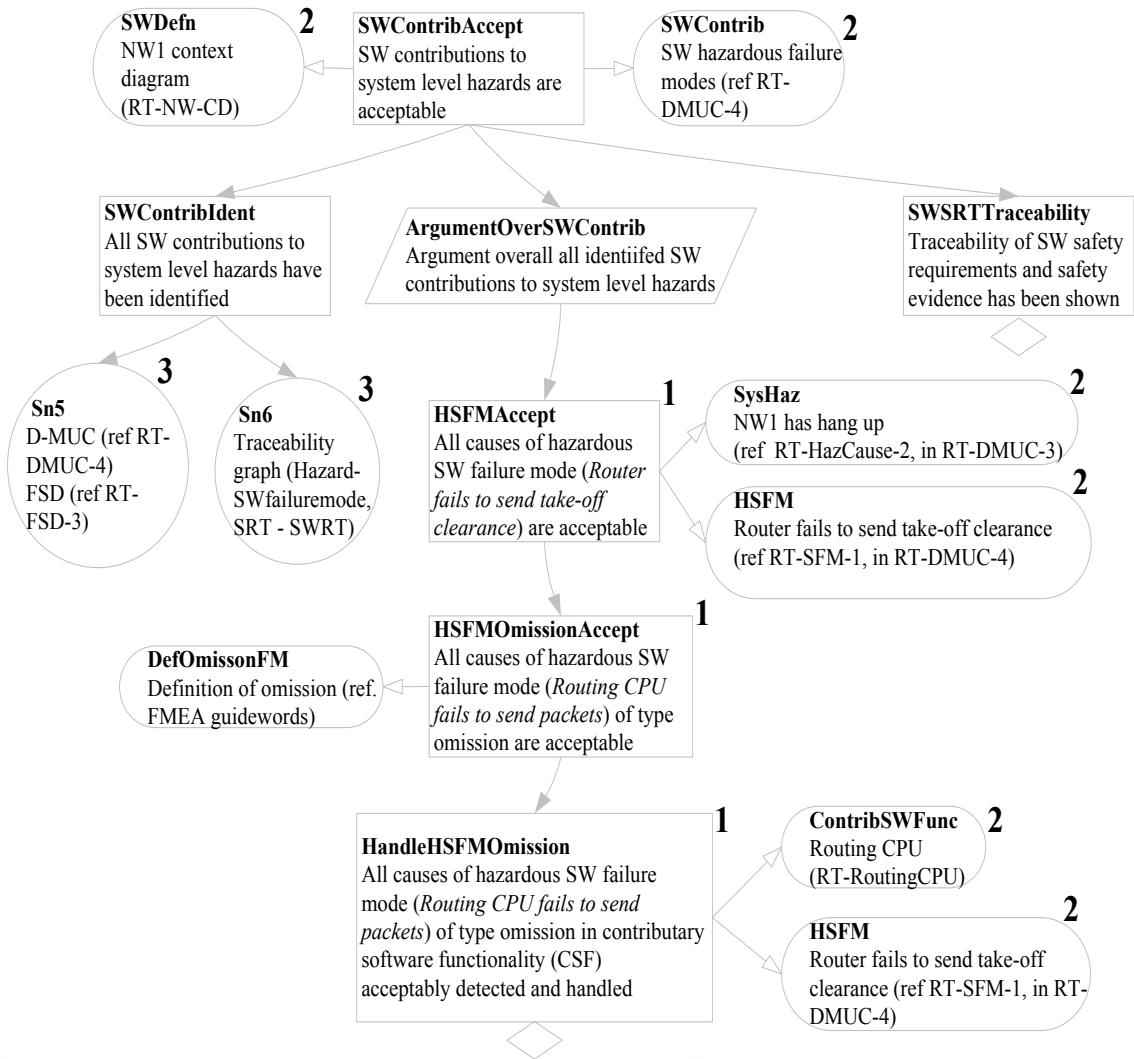 SWDefn
NW1 context
diagram
(RT-NW-CD)
2
SWContribAccept
SW contributions to
system level hazards are
acceptable
SWContrib
SW hazardous failure
modes (ref RT-
DMUC-4)
2
SWContribIdent
All SW contributions to
system level hazards have
been identified
ArgumentOverSWContrib
Argument overall all identiifed SW
contributions to system level hazards
SWSRTTraceability
Traceability of SW safety
requirements and safety
evidence has been shown
Sn5
D-MUC (ref RT-
DMUC-4)
FSD (ref RT-
FSD-3)
3
Sn6
Traceability
graph (Hazard-
SWfailuremode,
SRT - SWRT)
3
HSFMAccept
All causes of hazardous
SW failure mode (Router
fails to send take-off
clearance) are acceptable
1
SysHaz
NW1 has hang up
(ref  RT-HazCause-2, in RT-DMUC-3)
2
HSFM
Router fails to send take-off clearance
(ref RT-SFM-1, in RT-DMUC-4)
2
HSFMOmissionAccept
All causes of hazardous SW
failure mode (Routing CPU
fails to send packets) of type
omission are acceptable
1
DefOmissonFM
Definition of omission (ref.
FMEA guidewords)
HandleHSFMOmission
All causes of hazardous SW failure
mode (Routing CPU fails to send
packets) of type omission in contributary
software functionality (CSF)
acceptably detected and handled
1
ContribSWFunc
Routing CPU
(RT-RoutingCPU)
2
HSFM
Router fails to send take-off
clearance (ref RT-SFM-1, in RT-
DMUC-4)
2